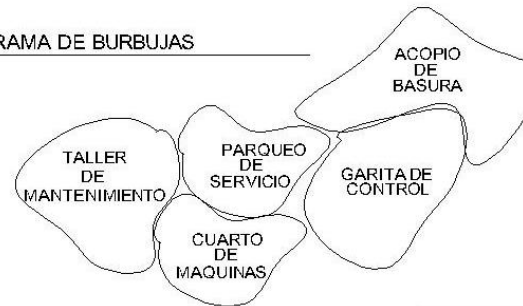 RAMA DE BURBUJAS
ACOPIO
DE
BASURA
TALLER
DE
MANTENIMIENTO
PARQUEO
DE
SERVICIO
GARITA DE
CONTROL
CUARTO
DE
MAQUINAS